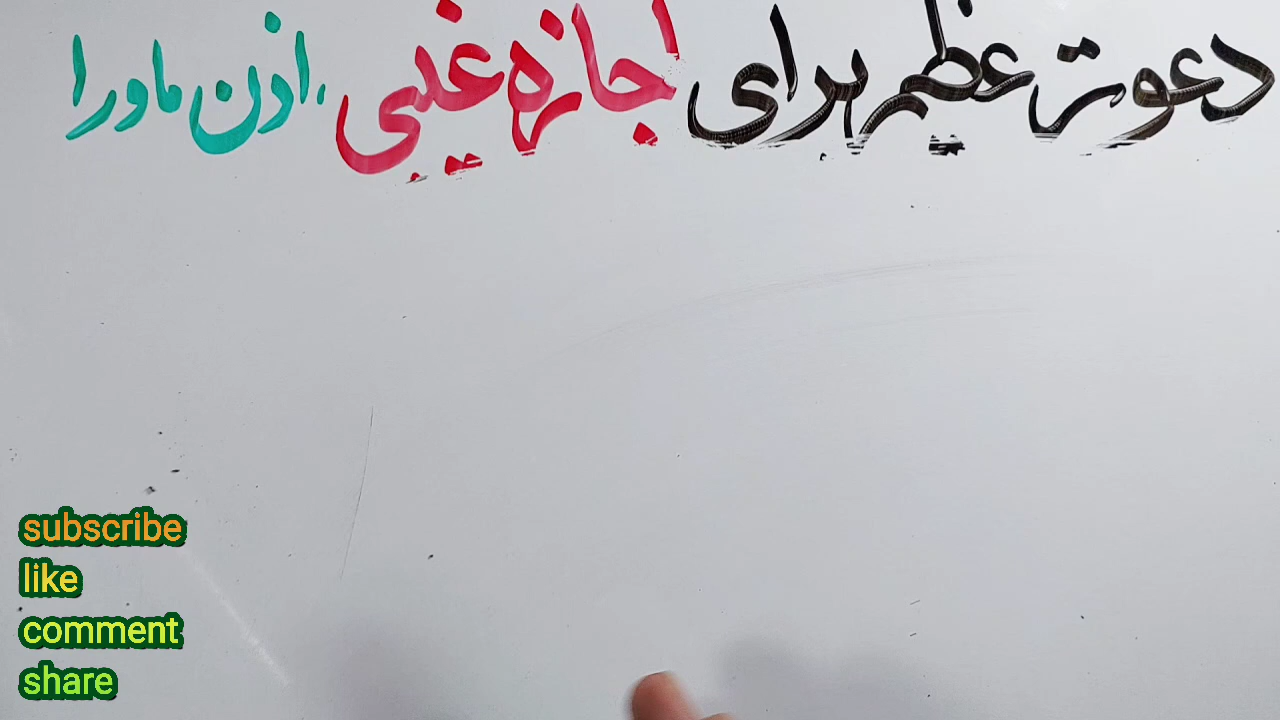 دعوت عظیم برای اجازه غیبی، اذن ماورا
subscribe
like
comment
share